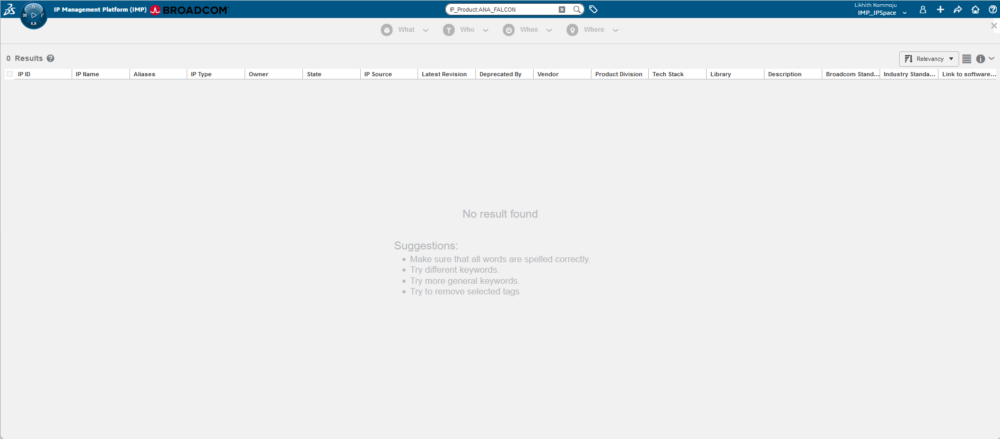 IP Management Platform (IMP) BROADCOM
IP_Product:ANA_FALCON
Likhith Kommoju
IMP_IPSpace
3D
V.R
What Who When Where
0 Results
Relevancy
IP ID IP Name Aliases IP Type Owner State IP Source Latest Revision Deprecated By Vendor Product Division Tech Stack Library Description Broadcom Stand... Industry Standa... Link to software...
No result found
Suggestions:
Make sure that all words are spelled correctly.
Try different keywords.
Try more general keywords.
Try to remove selected tags